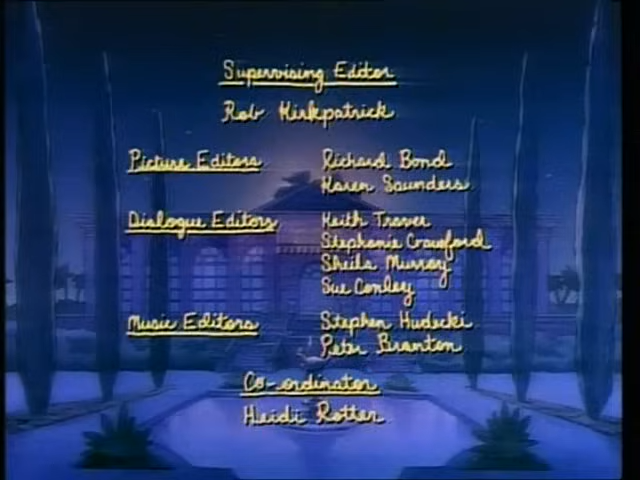 Supervising Editor
Rob Kirkpatrick
Picture Editors Richard Bond
Karen Saunders
Dialogue Editors Keith Traver
Stephanie Crawford
Sheila Murray
Sue Conley
Music Editors Stephen Hudecki
Peter Branton
Co-ordinator
Heidi Rotter